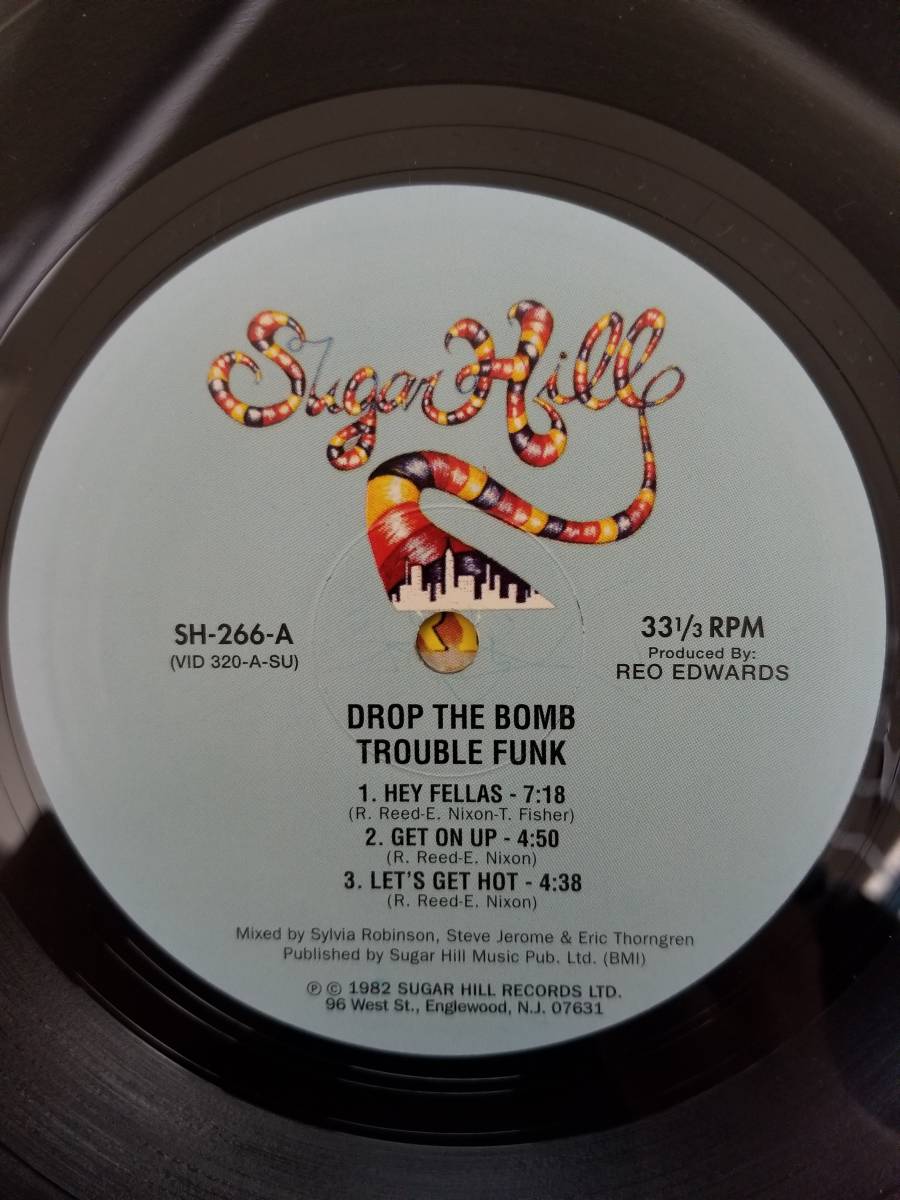 Sugar Hill
SH-266-A
(VID 320-A-SU)
33 1/3 RPM
Produced By:
REO EDWARDS
DROP THE BOMB
TROUBLE FUNK
1. HEY FELLAS - 7:18
(R. Reed-E. Nixon-T. Fisher)
2. GET ON UP - 4:50
(R. Reed-E. Nixon)
3. LET'S GET HOT - 4:38
(R. Reed-E. Nixon)
Mixed by Sylvia Robinson, Steve Jerome & Eric Thorngren
Published by Sugar Hill Music Pub. Ltd. (BMI)
℗ © 1982 SUGAR HILL RECORDS LTD.
96 West St., Englewood, N.J. 07631